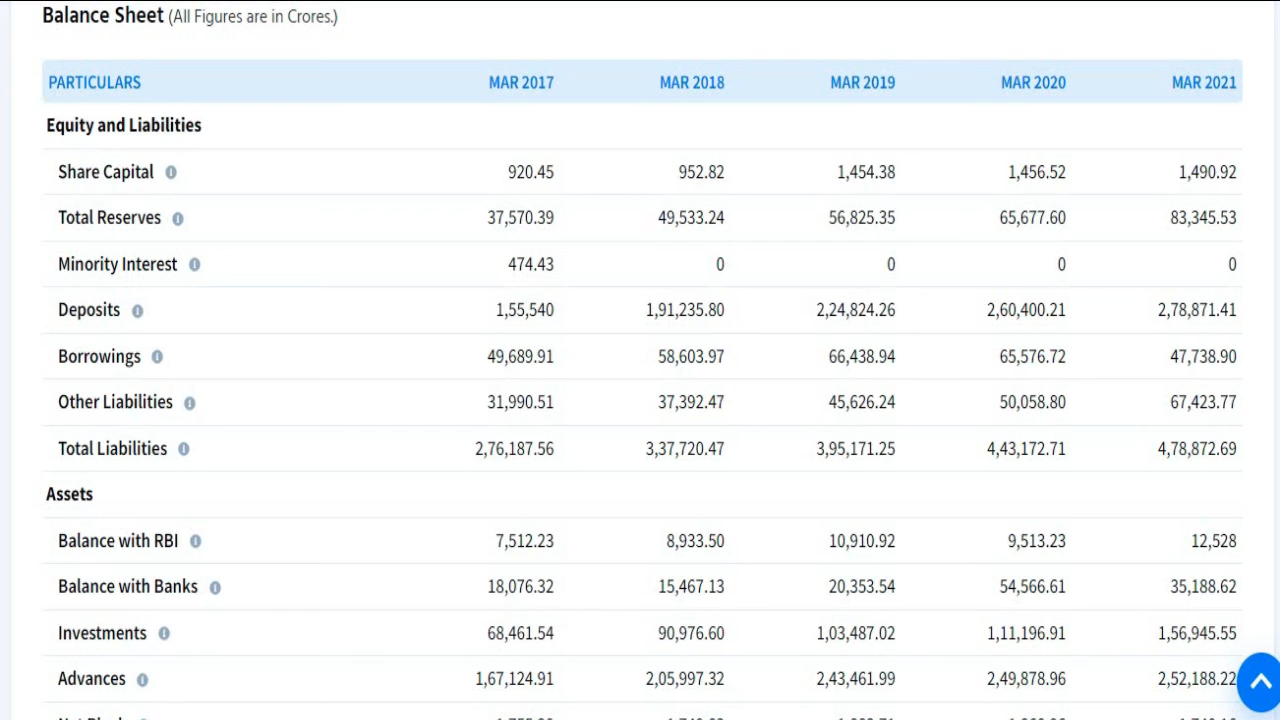 Balance Sheet (All Figures are in Crores.)
PARTICULARS MAR 2017 MAR 2018 MAR 2019 MAR 2020 MAR 2021
Equity and Liabilities
Share Capital 920.45 952.82 1,454.38 1,456.52 1,490.92
Total Reserves 37,570.39 49,533.24 56,825.35 65,677.60 83,345.53
Minority Interest 474.43 0 0 0 0
Deposits 1,55,540 1,91,235.80 2,24,824.26 2,60,400.21 2,78,871.41
Borrowings 49,689.91 58,603.97 66,438.94 65,576.72 47,738.90
Other Liabilities 31,990.51 37,392.47 45,626.24 50,058.80 67,423.77
Total Liabilities 2,76,187.56 3,37,720.47 3,95,171.25 4,43,172.71 4,78,872.69
Assets
Balance with RBI 7,512.23 8,933.50 10,910.92 9,513.23 12,528
Balance with Banks 18,076.32 15,467.13 20,353.54 54,566.61 35,188.62
Investments 68,461.54 90,976.60 1,03,487.02 1,11,196.91 1,56,945.55
Advances 1,67,124.91 2,05,997.32 2,43,461.99 2,49,878.96 2,52,188.22